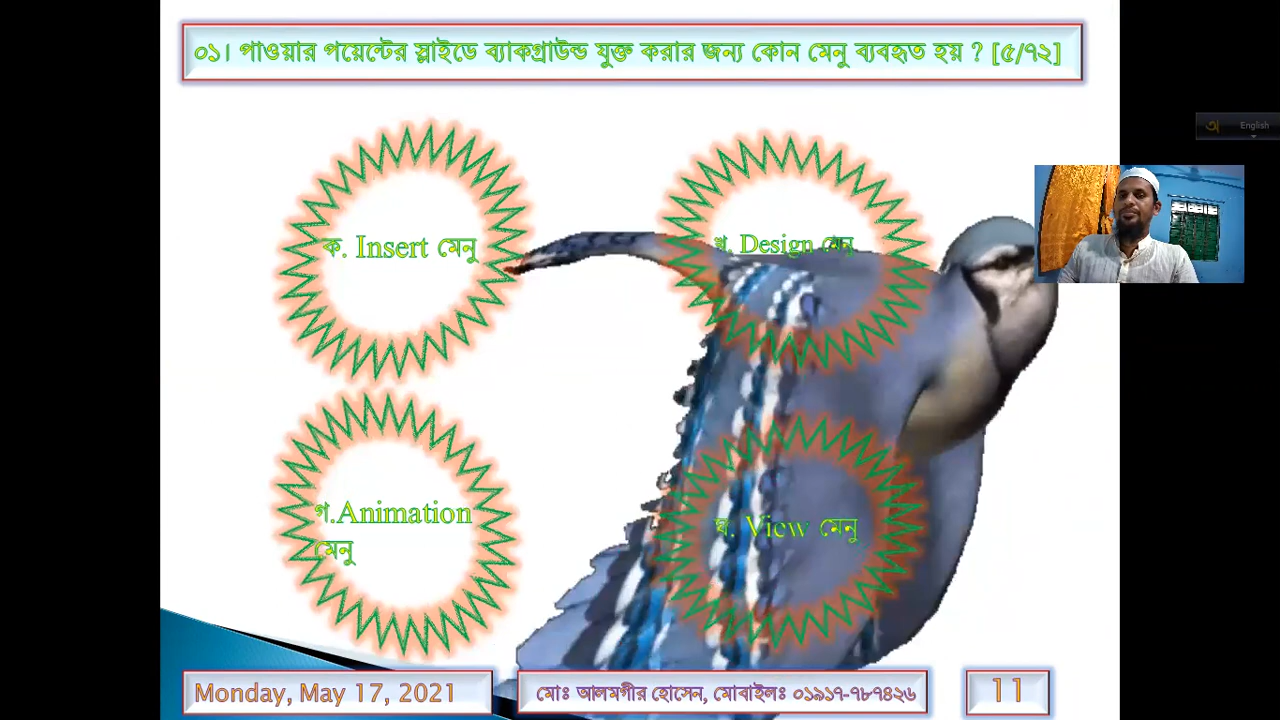 ০১। পাওয়ার পয়েন্টের স্লাইডে ব্যাকগ্রাউন্ড যুক্ত করার জন্য কোন মেনু ব্যবহৃত হয় ? [৫/৭২]
ক. Insert মেনু
খ. Design মেনু
গ.Animation
মেনু
ঘ. View মেনু
Monday, May 17, 2021
মোঃ আলমগীর হোসেন, মোবাইলঃ ০১৯১৭-৭৮৭৪২৬
11
অ English